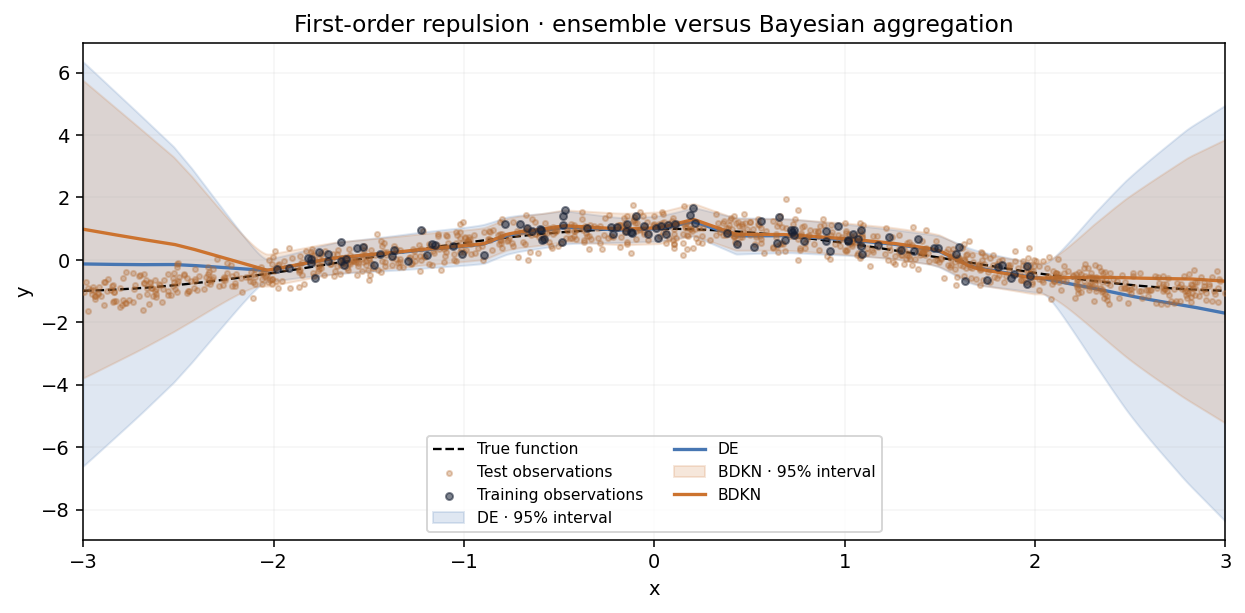 First-order repulsion · ensemble versus Bayesian aggregation
6
4
2
0
−2
−4
−6
−8
y
True function
Test observations
Training observations
DE · 95% interval
DE
BDKN · 95% interval
BDKN
−3
−2
−1
0
1
2
3
x